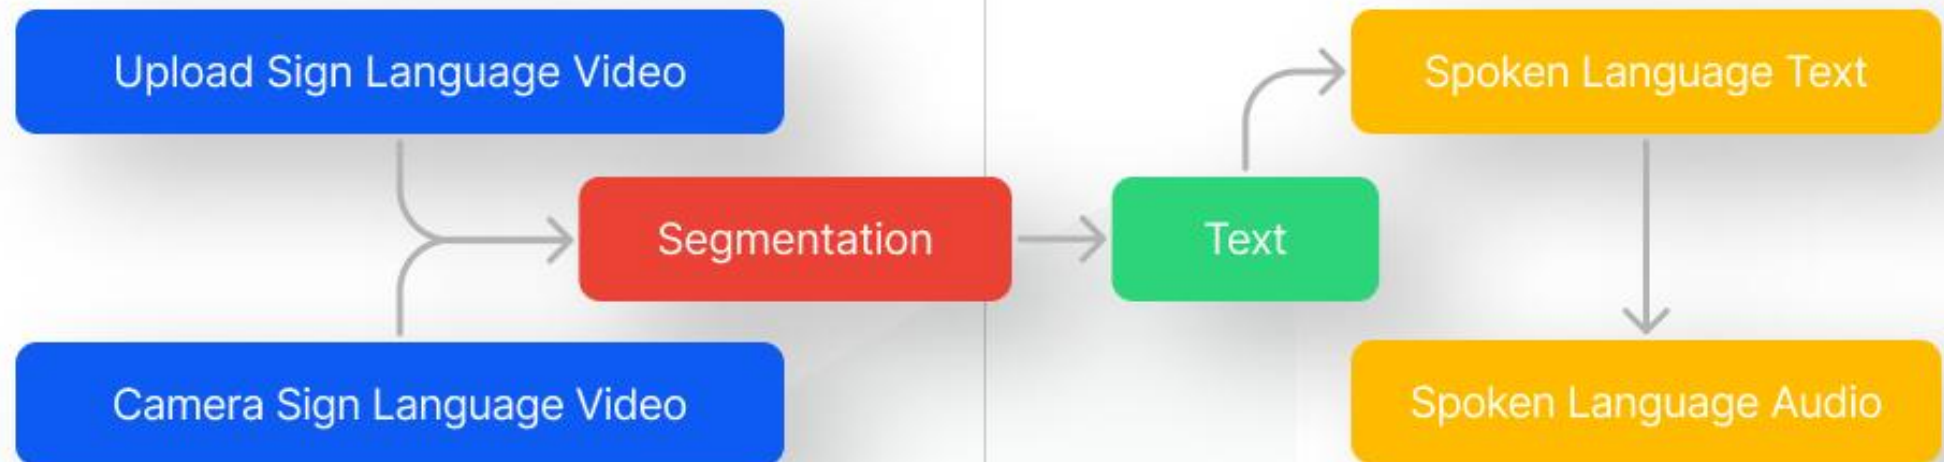 Upload Sign Language Video
Spoken Language Text
Segmentation
Text
Camera Sign Language Video
Spoken Language Audio